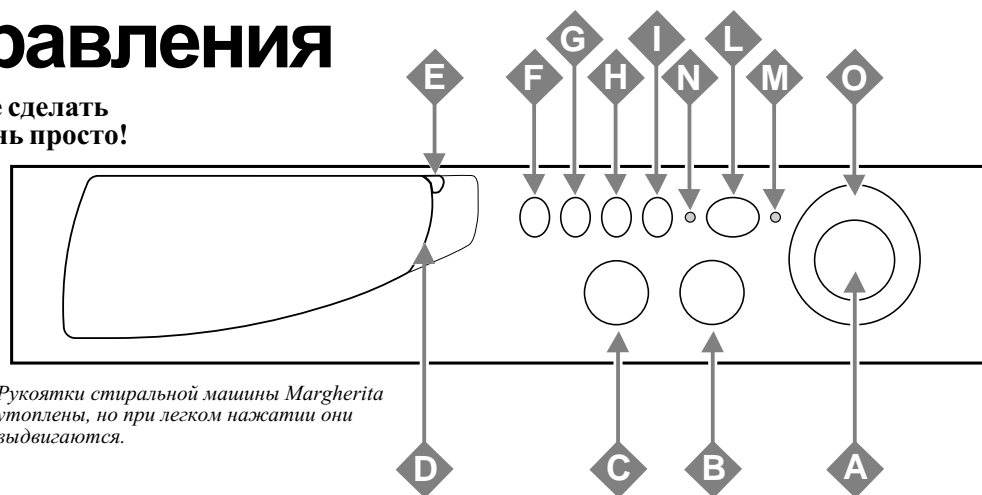 равления
е сделать
нь просто!
E F G H I N L M O
Рукоятки стиральной машины Margherita
утоплены, но при легком нажатии они
выдвигаются.
D C B A